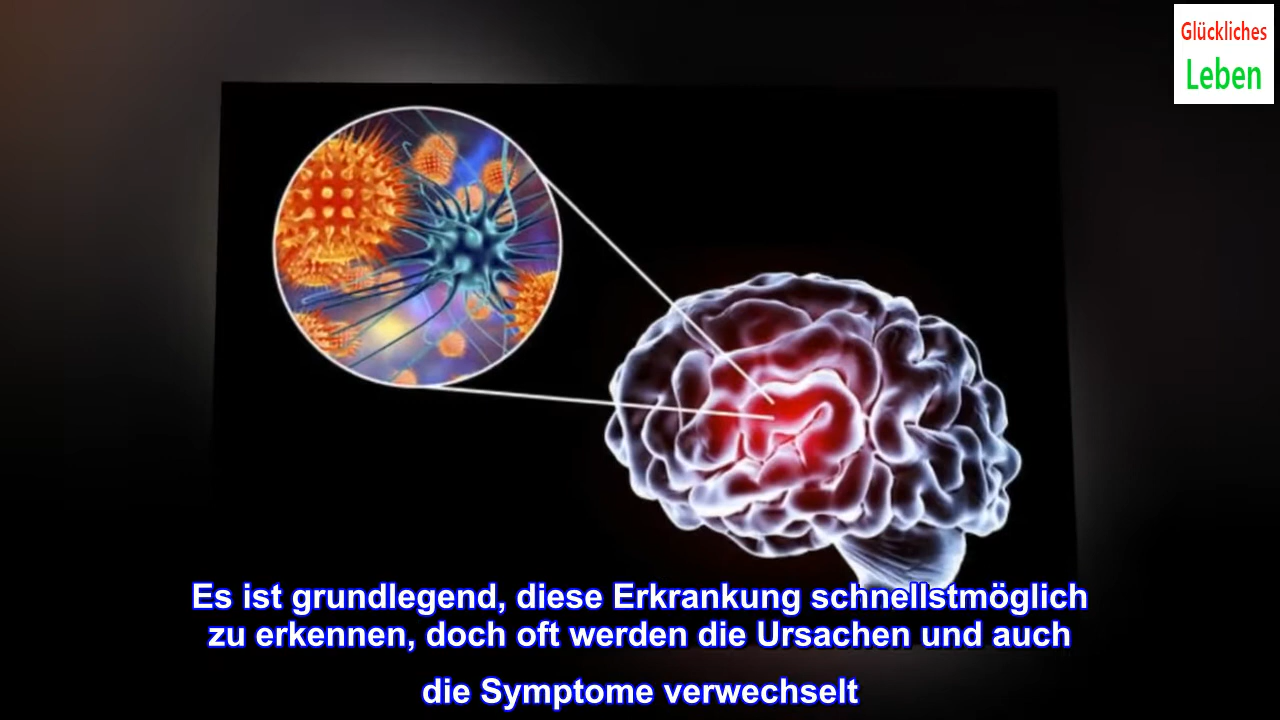 Glückliches
Leben
Es ist grundlegend, diese Erkrankung schnellstmöglich
zu erkennen, doch oft werden die Ursachen und auch
die Symptome verwechselt